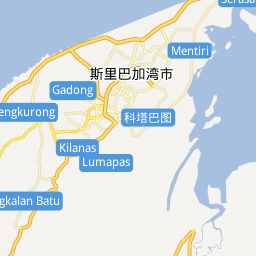 Serasa
Mentiri
斯里巴加湾市
Gadong
engkurong
科塔巴图
Kilanas
Lumapas
gkalan Batu